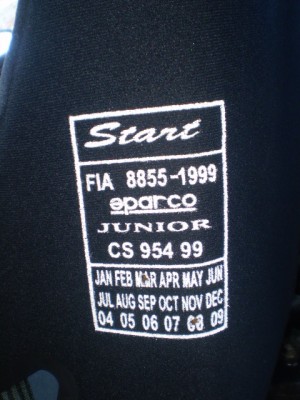 Start
FIA 8855-1999
sparco
JUNIOR
CS 954 99
JAN FEB MAR APR MAY JUN
JUL AUG SEP OCT NOV DEC
04 05 06 07 08 09